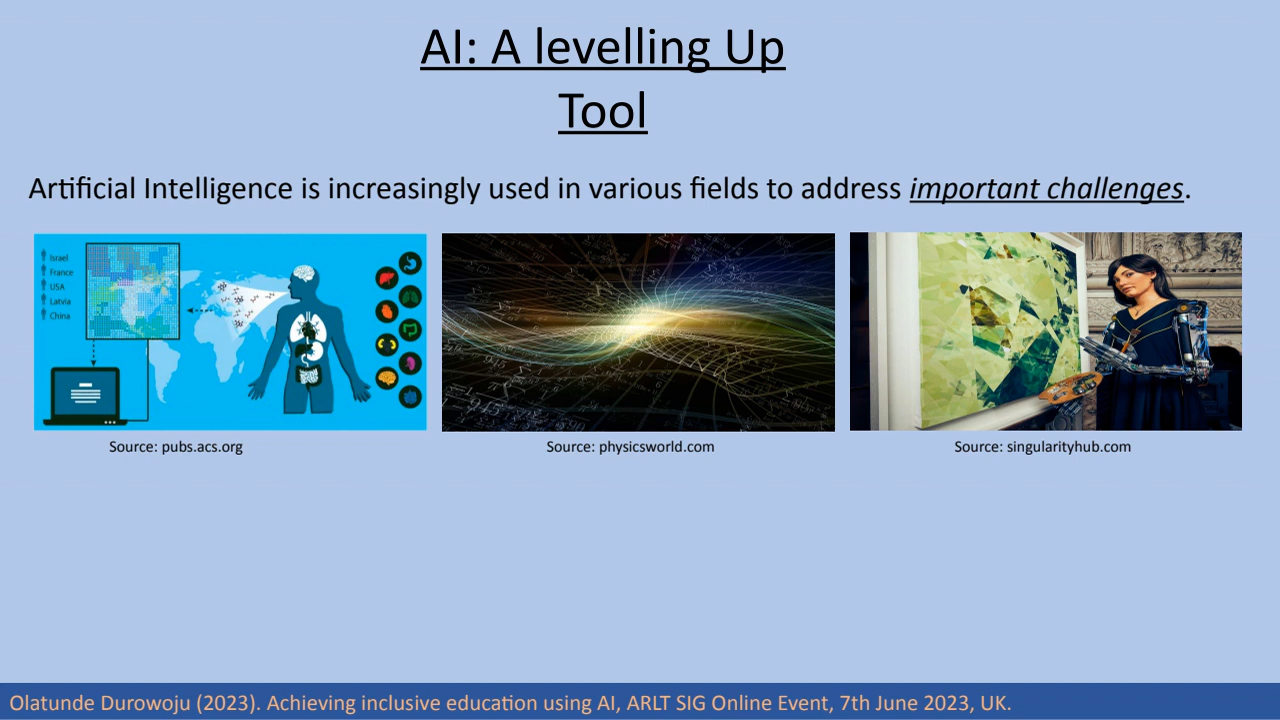 AI: A levelling Up
Tool
Artificial Intelligence is increasingly used in various fields to address important challenges.
Israel
France
USA
Latvia
China
Source: pubs.acs.org
Source: physicsworld.com
Source: singularityhub.com
Olatunde Durowoju (2023). Achieving inclusive education using AI, ARLT SIG Online Event, 7th June 2023, UK.